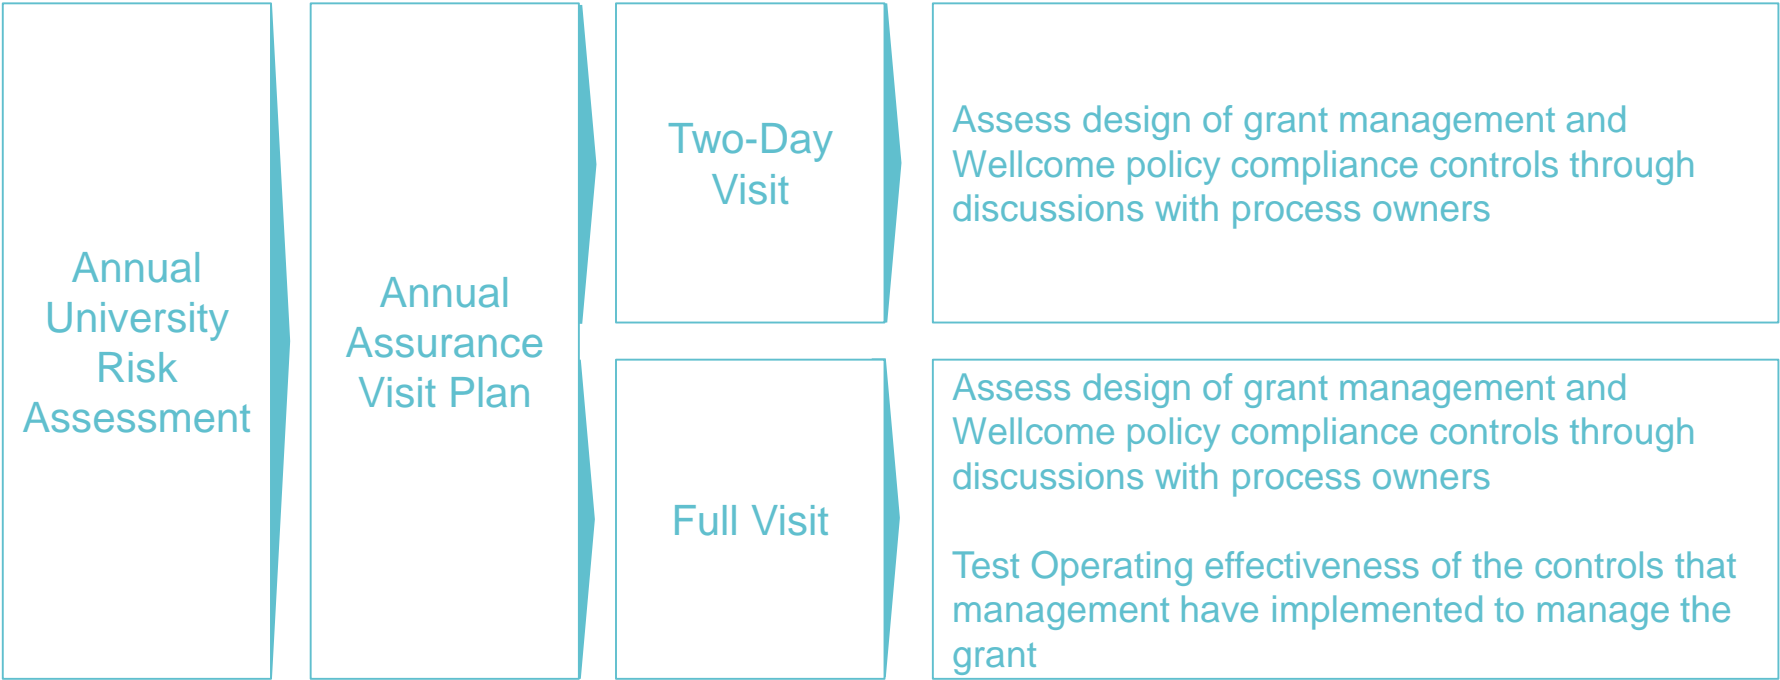 Annual
University
Risk
Assessment
Annual
Assurance
Visit Plan
Two-Day
Visit
Assess design of grant management and
Wellcome policy compliance controls through
discussions with process owners
Full Visit
Assess design of grant management and
Wellcome policy compliance controls through
discussions with process owners
Test Operating effectiveness of the controls that
management have implemented to manage the
grant